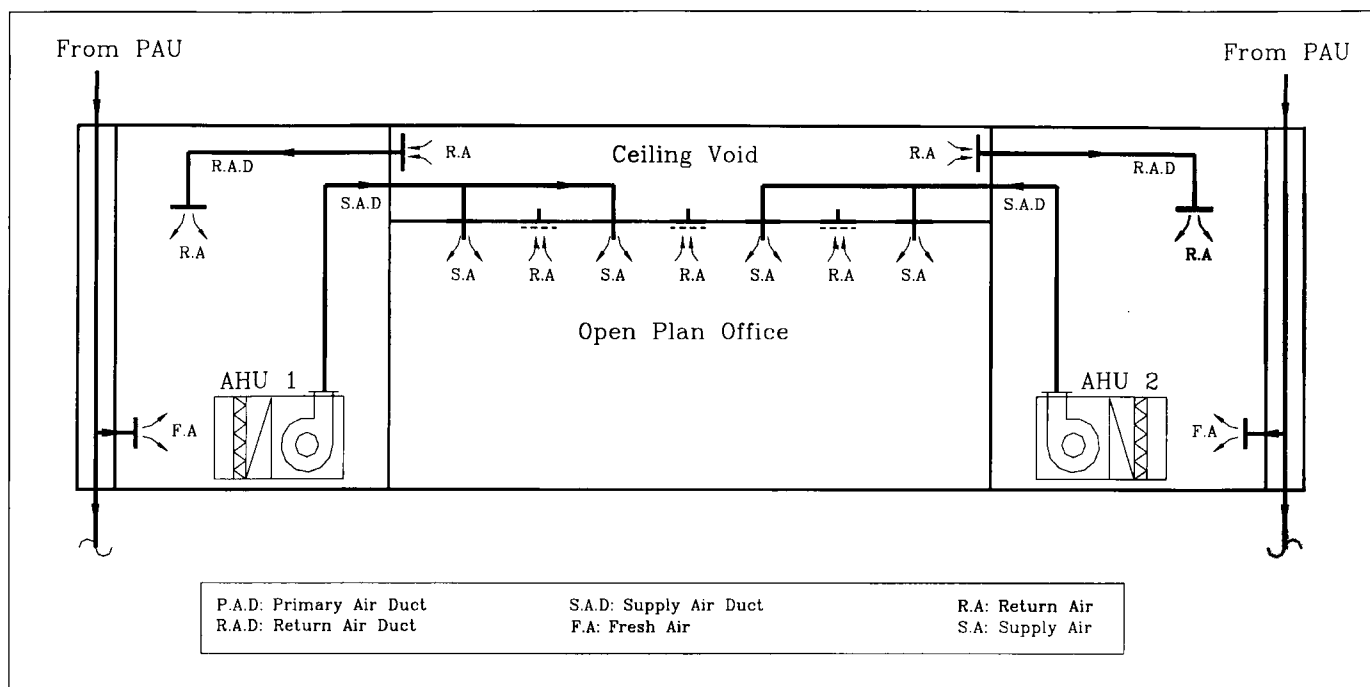 From PAU
From PAU
R.A
Ceiling Void
R.A
R.A.D
R.A.D
S.A.D
S.A.D
R.A
S.A
R.A
S.A
R.A
S.A
R.A
S.A
R.A
Open Plan Office
AHU 1
AHU 2
F.A
F.A
P.A.D: Primary Air Duct
S.A.D: Supply Air Duct
R.A: Return Air
R.A.D: Return Air Duct
F.A: Fresh Air
S.A: Supply Air